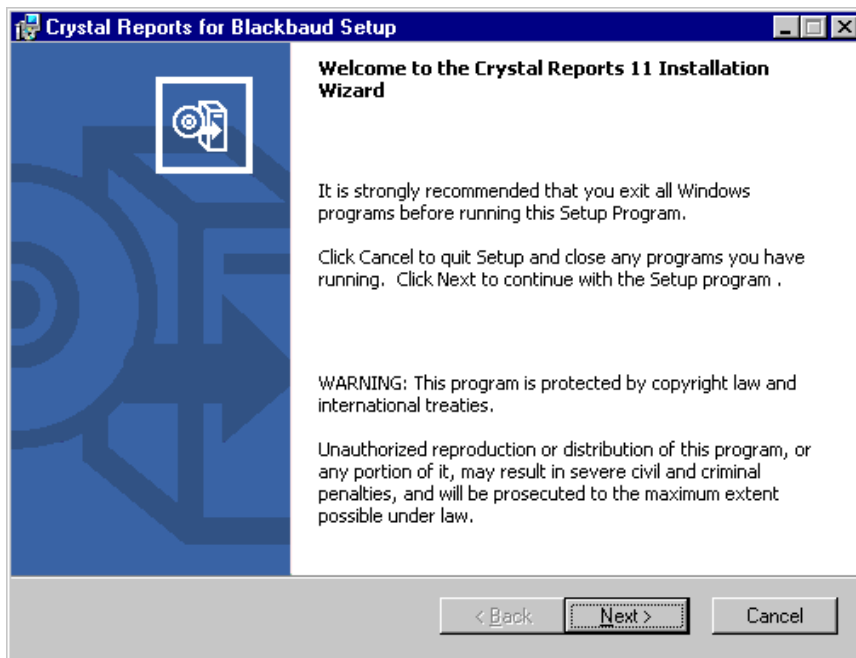 Crystal Reports for Blackbaud Setup
Welcome to the Crystal Reports 11 Installation
Wizard
It is strongly recommended that you exit all Windows
programs before running this Setup Program.
Click Cancel to quit Setup and close any programs you have
running.  Click Next to continue with the Setup program .
WARNING: This program is protected by copyright law and
international treaties.
Unauthorized reproduction or distribution of this program, or
any portion of it, may result in severe civil and criminal
penalties, and will be prosecuted to the maximum extent
possible under law.
< Back Next > Cancel